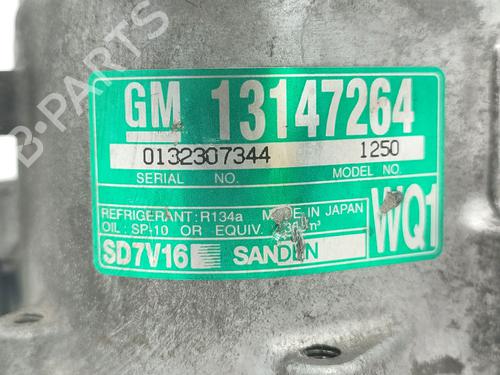 B-PARTS
GM 13147264
0132307344 1250
SERIAL NO. MODEL NO.
REFRIGERANT: R134a MADE IN JAPAN
OIL: SP-10 OR EQUIV.
WQ1
SD7V16 SANDEN